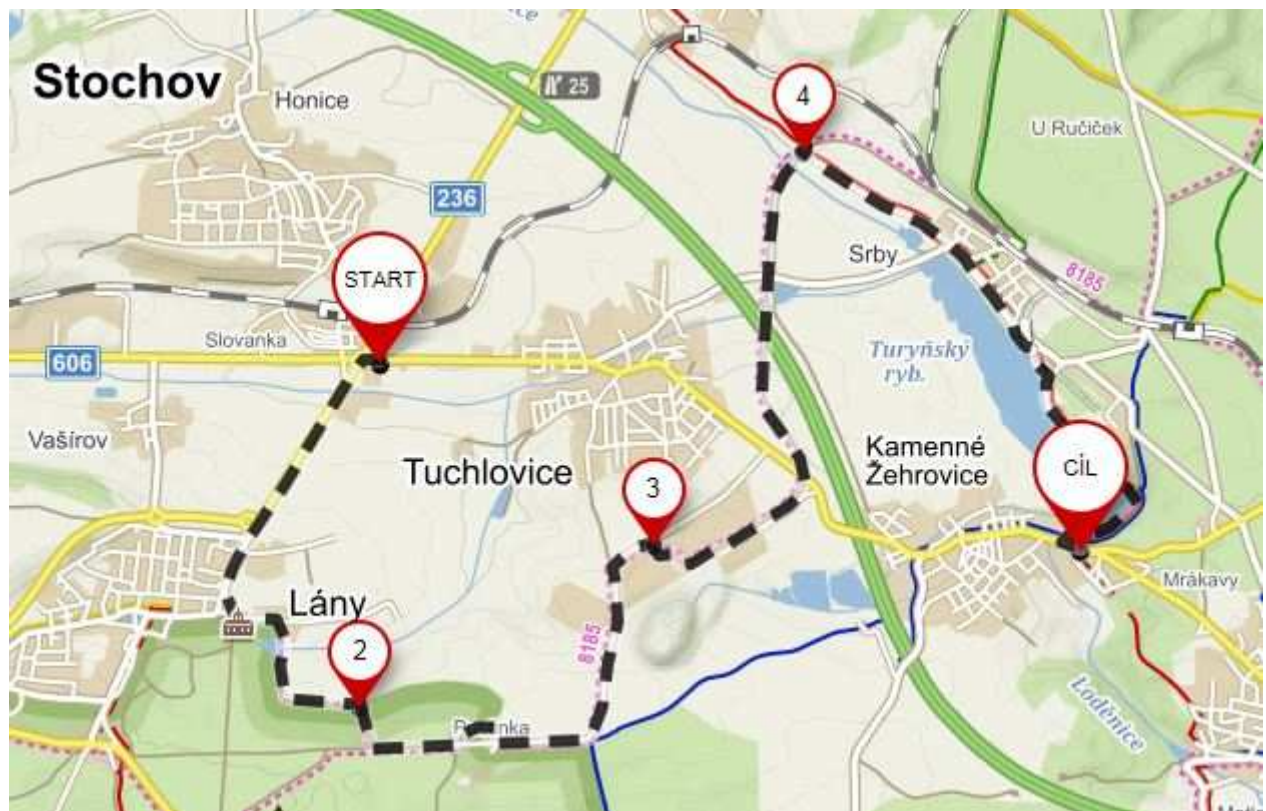 Stochov
Honice
25
4
U Ručiček
236
START
Srby
8185
Slovanka
606
Turyňský
ryb.
Vašírov
Tuchlovice
Kamenné
Žehrovice
CÍL
3
Mrákavy
Lány
2
8185
Loděnice